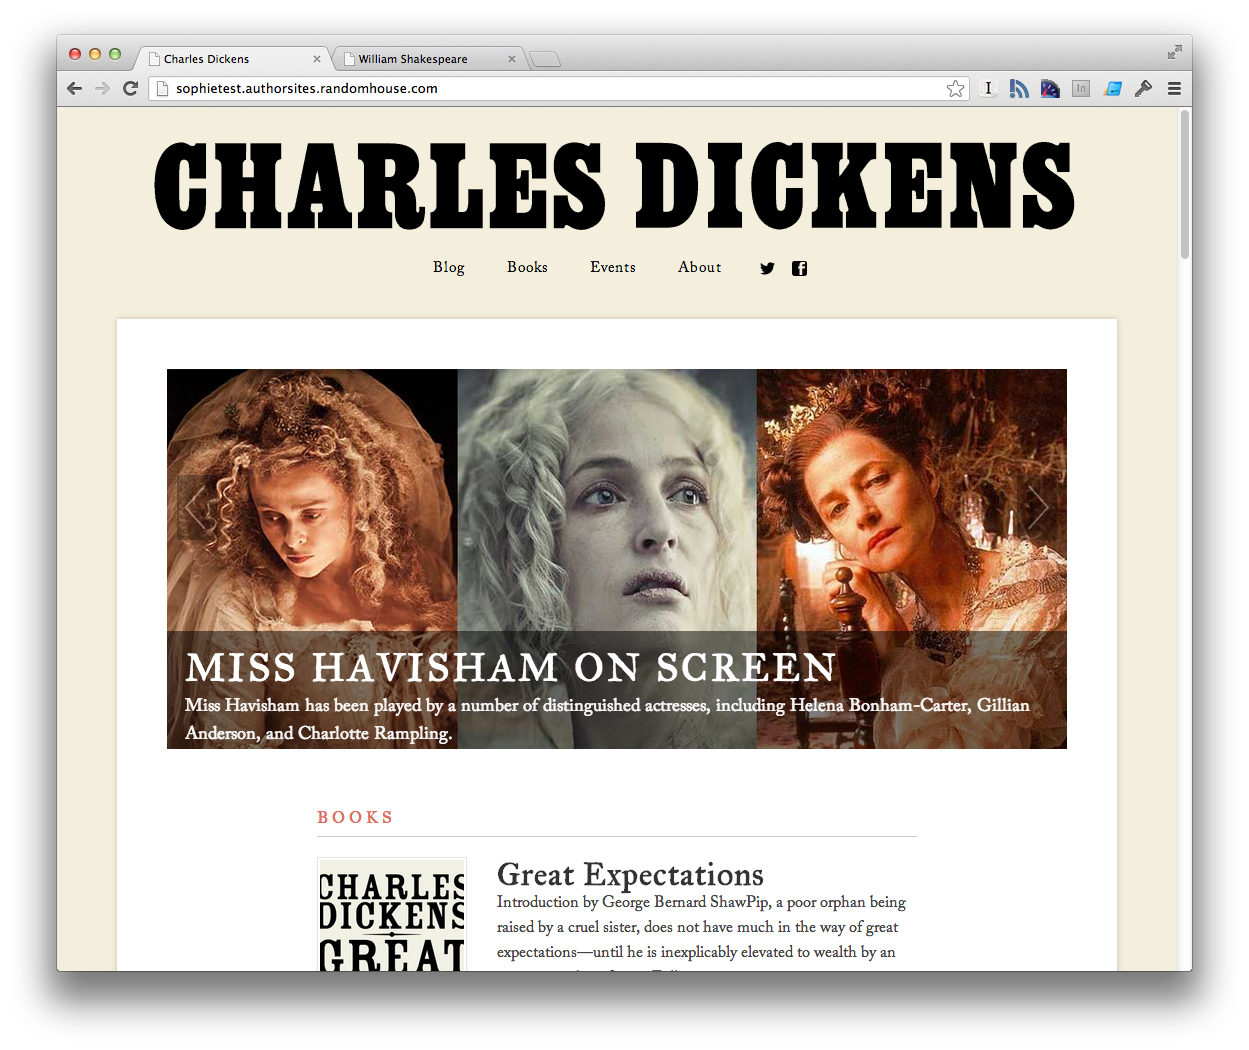 Charles Dickens
William Shakespeare
sophietest.authorsites.randomhouse.com
CHARLES DICKENS
Blog Books Events About
MISS HAVISHAM ON SCREEN
Miss Havisham has been played by a number of distinguished actresses, including Helena Bonham-Carter, Gillian
Anderson, and Charlotte Rampling.
BOOKS
CHARLES
DICKENS
GREAT
Great Expectations
Introduction by George Bernard ShawPip, a poor orphan being
raised by a cruel sister, does not have much in the way of great
expectations—until he is inexplicably elevated to wealth by an